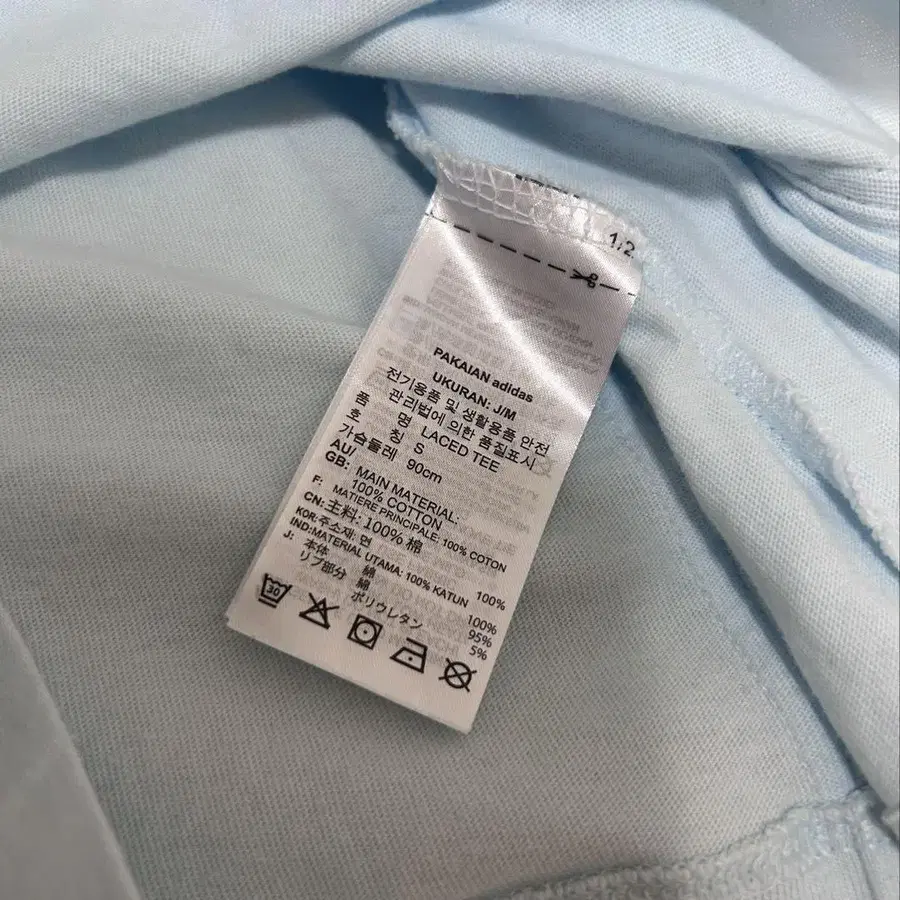 1/2
PAKAIAN adidas
UKURAN: J/M
전기용품 및 생활용품 안전
관리법에 의한 품질표시
품 명 LACED TEE
호 칭 S
가슴둘레 90cm
AU/
GB: MAIN MATERIAL:
100% COTTON
F: MATIERE PRINCIPALE: 100% COTON
CN: 主料: 100% 棉
KOR: 주소재: 면 100%
IND: MATERIAL UTAMA: 100% KATUN
J: 本体 綿 100%
リブ部分 綿 95%
ポリウレタン 5%
30